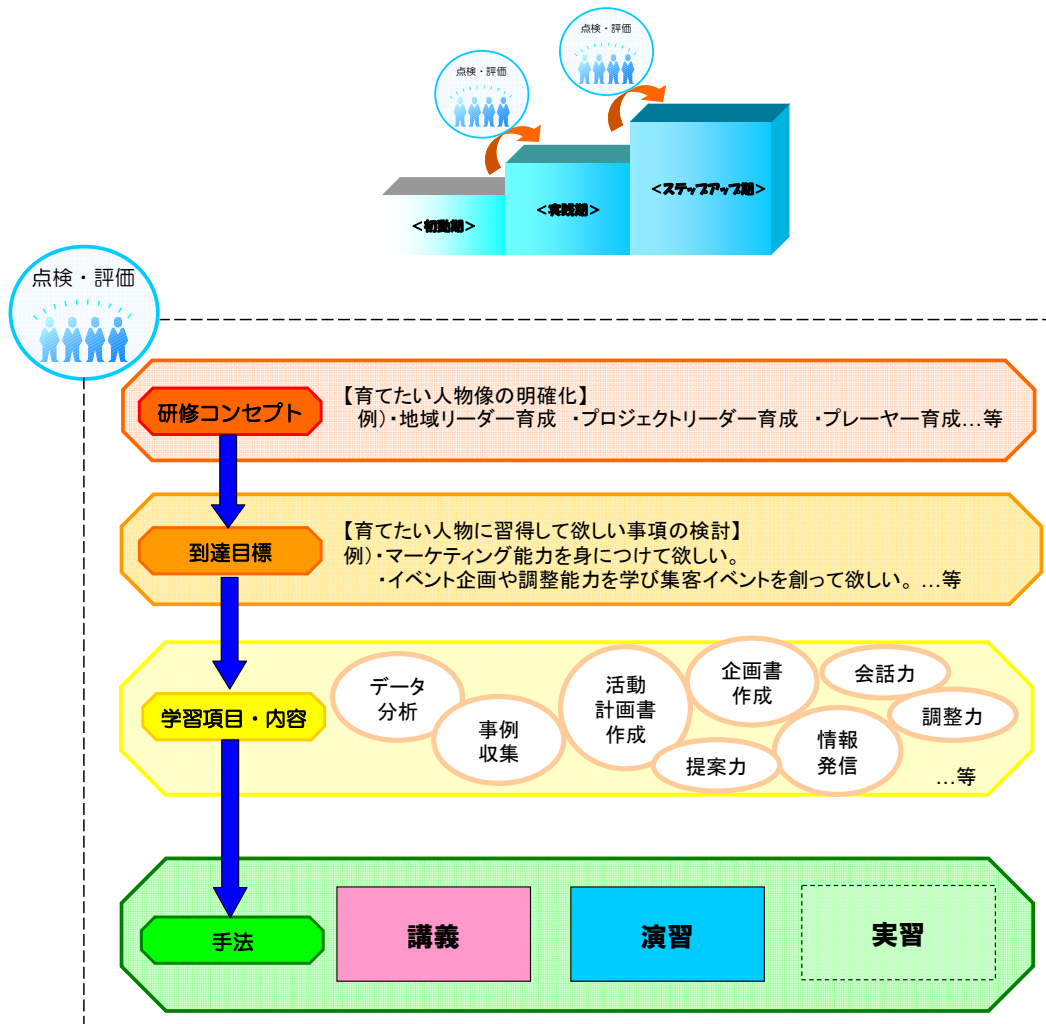 点検・評価
点検・評価
<ステップアップ期>
<実践期>
<初動期>
点検・評価
研修コンセプト
【育てたい人物像の明確化】
例)・地域リーダー育成 ・プロジェクトリーダー育成 ・プレーヤー育成…等
到達目標
【育てたい人物に習得して欲しい事項の検討】
例)・マーケティング能力を身につけて欲しい。
・イベント企画や調整能力を学び集客イベントを創って欲しい。 …等
学習項目・内容
データ
分析
事例
収集
活動
計画書
作成
企画書
作成
提案力
情報
発信
会話力
調整力
…等
手法
講義
演習
実習